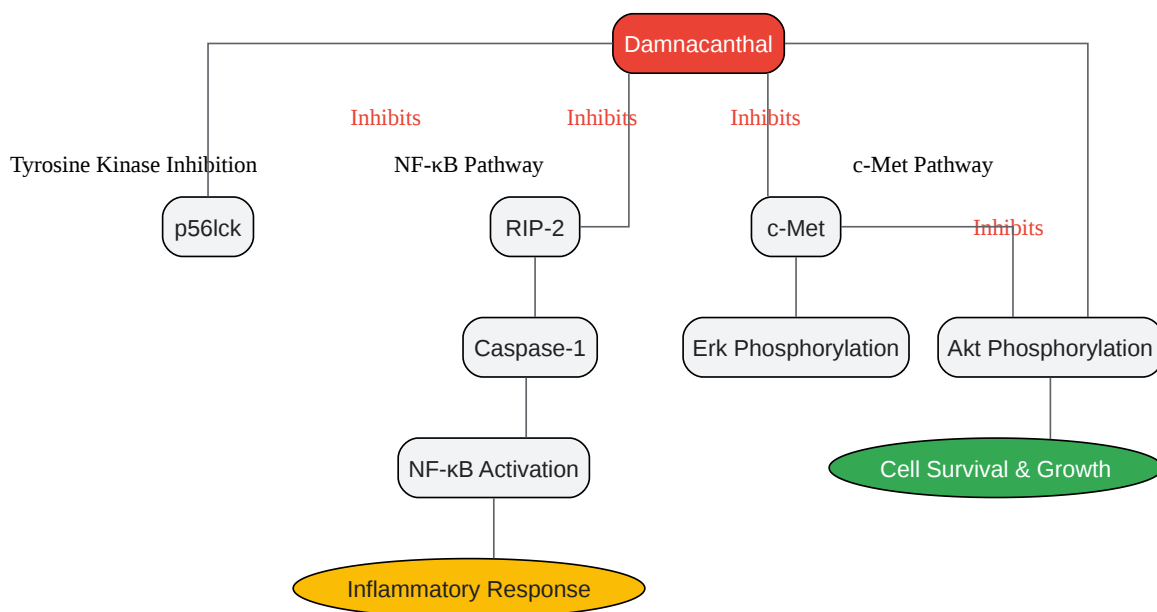 Damnacanthal
Inhibits
Inhibits
Inhibits
Tyrosine Kinase Inhibition
NF-κB Pathway
c-Met Pathway
p56lck
RIP-2
c-Met
Inhibits
Caspase-1
Erk Phosphorylation
Akt Phosphorylation
NF-κB Activation
Cell Survival & Growth
Inflammatory Response